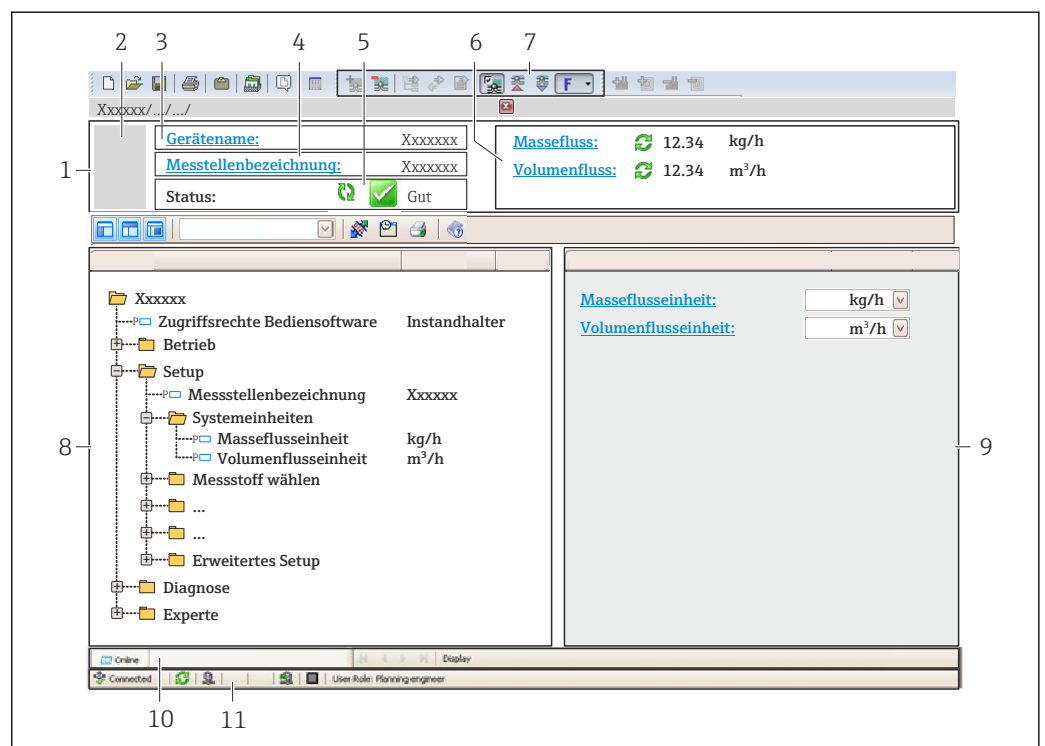 2 3 4 5 6 7
F
Xxxxxx/.../.../
1
Gerätename: Xxxxxxx
Messtellenbezeichnung: Xxxxxxx
Status: Gut
Massefluss: 12.34 kg/h
Volumenfluss: 12.34 m³/h
Xxxxxx
P Zugriffsrechte Bediensoftware Instandhalter
Betrieb
Setup
P Messstellenbezeichnung Xxxxxx
Systemeinheiten
P Masseflusseinheit kg/h
P Volumenflusseinheit m³/h
Messstoff wählen
...
...
Erweitertes Setup
Diagnose
Experte
8
Masseflusseinheit: kg/h
Volumenflusseinheit: m³/h
9
Online Display
Connected User Role: Planning engineer
10 11